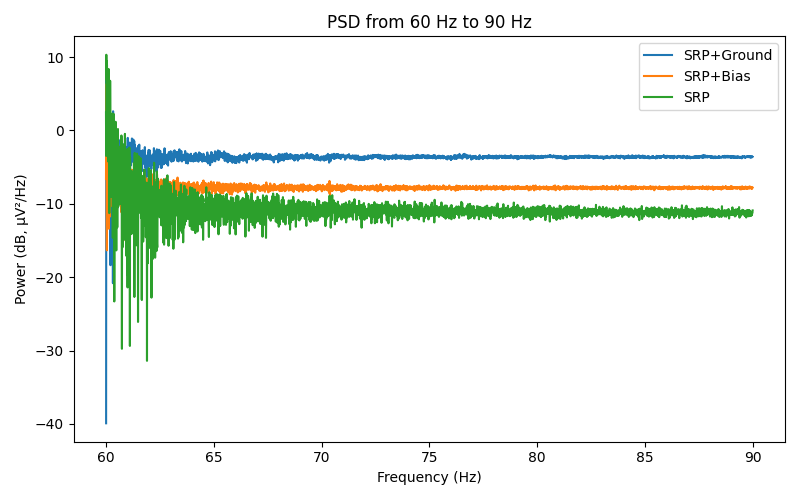 PSD from 60 Hz to 90 Hz
SRP+Ground
SRP+Bias
SRP
Power (dB, µV²/Hz)
10
0
−10
−20
−30
−40
60 65 70 75 80 85 90
Frequency (Hz)